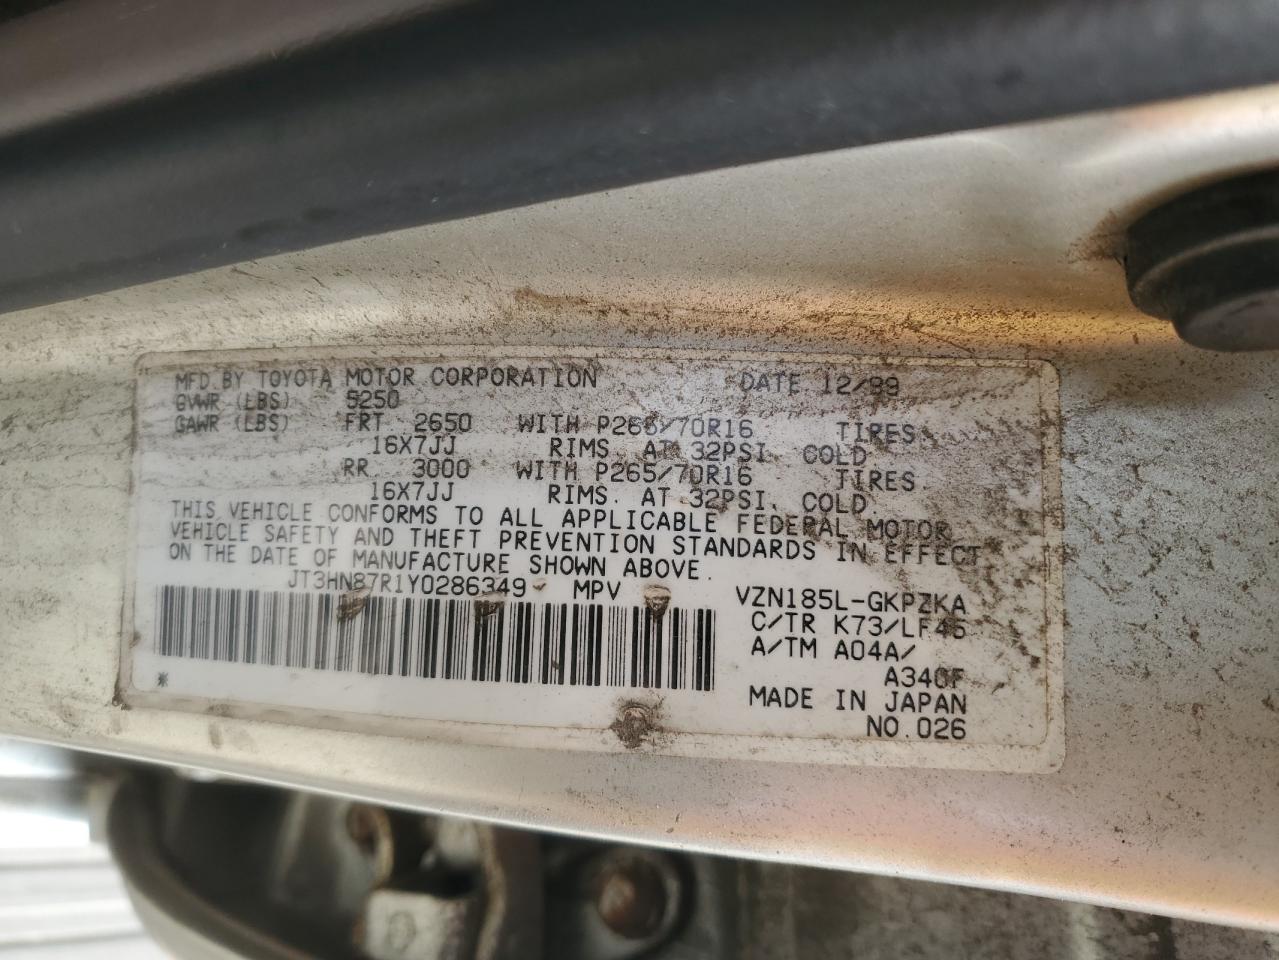 MFD.BY TOYOTA MOTOR CORPORATION DATE 12/99
GVWR (LBS) 5250
GAWR (LBS) FRT 2650 WITH P265/70R16 TIRES
16X7JJ RIMS. AT 32PSI COLD
RR 3000 WITH P265/70R16 TIRES.
16X7JJ RIMS. AT 32PSI. COLD.
THIS VEHICLE CONFORMS TO ALL APPLICABLE FEDERAL MOTOR
VEHICLE SAFETY AND THEFT PREVENTION STANDARDS IN EFFECT
ON THE DATE OF MANUFACTURE SHOWN ABOVE.
JT3HN87R1Y0286349 MPV VZN185L-GKPZKA
C/TR K73/LF46
A/TM A04A/
A340F
MADE IN JAPAN
NO.026
*